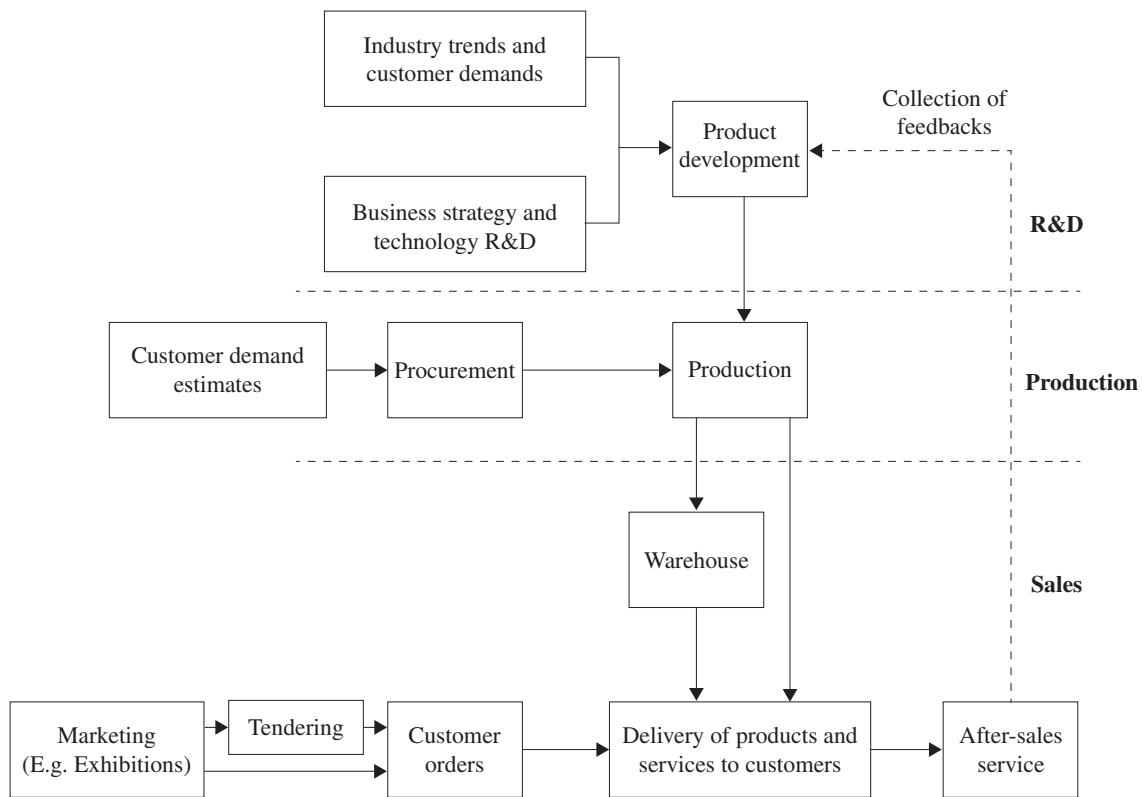 Industry trends and
customer demands
Collection of
feedbacks
Product
development
Business strategy and
technology R&D
R&D
Customer demand
estimates
Procurement
Production
Production
Warehouse
Sales
Marketing
(E.g. Exhibitions)
Tendering
Customer
orders
Delivery of products and
services to customers
After-sales
service